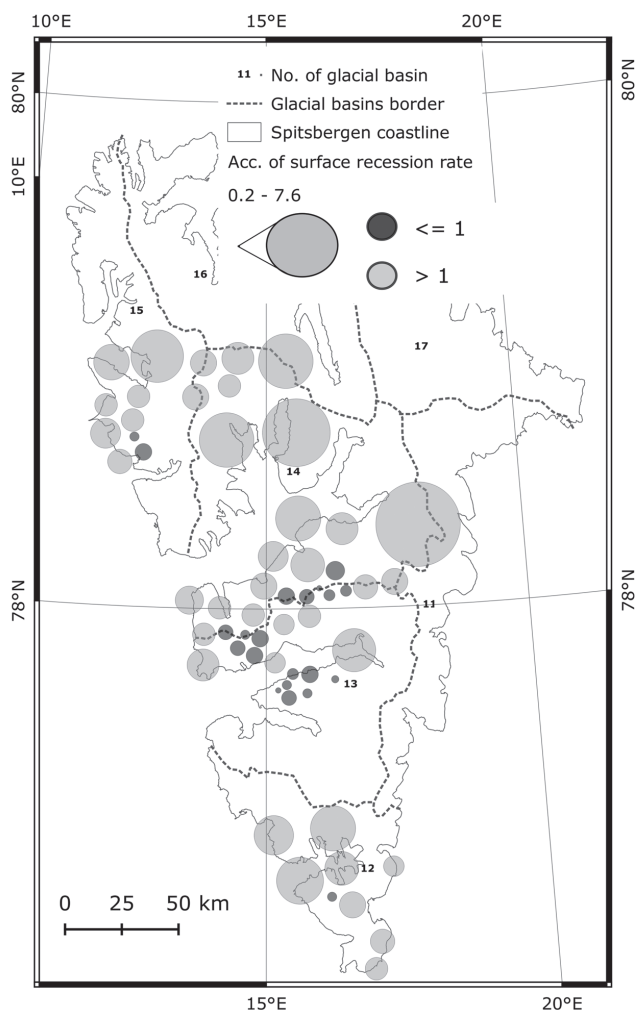 10°E 15°E 20°E
80°N
80°N
11 No. of glacial basin
Glacial basins border
Spitsbergen coastline
Acc. of surface recession rate
10°E
0.2 - 7.6
<= 1
> 1
16
15
17
14
78°N
78°N
11
13
12
0 25 50 km
15°E 20°E